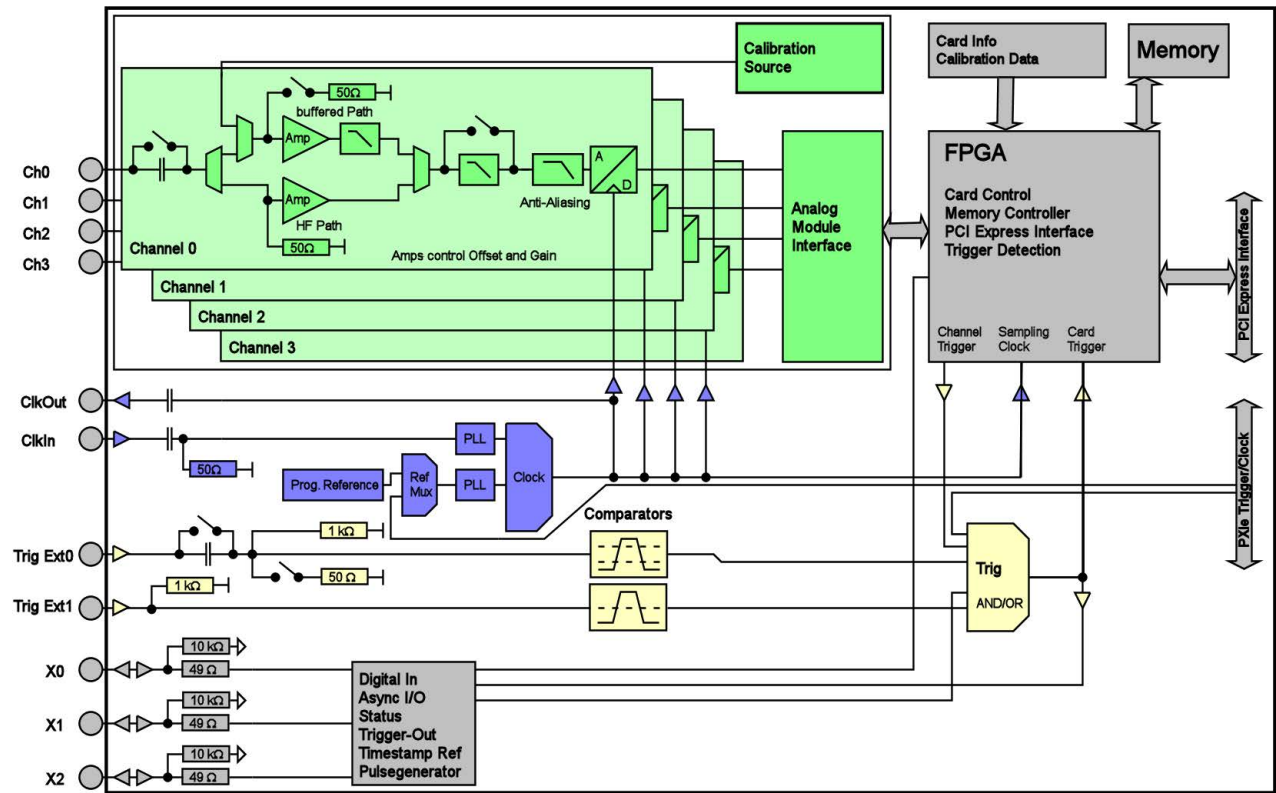 Calibration
Source
Card Info
Calibration Data
Memory
50Ω
buffered Path
Amp
Amp
HF Path
50Ω
Anti-Aliasing
A
D
Channel 0
Amps control Offset and Gain
Channel 1
Channel 2
Channel 3
Ch0
Ch1
Ch2
Ch3
Analog
Module
Interface
FPGA
Card Control
Memory Controller
PCI Express Interface
Trigger Detection
Channel
Trigger
Sampling
Clock
Card
Trigger
PCI Express Interface
PXIe Trigger/Clock
ClkOut
ClkIn
50Ω
PLL
Prog. Reference
Ref
Mux
PLL
Clock
Comparators
Trig Ext0
1 kΩ
50 Ω
Trig Ext1
1 kΩ
Trig
AND/OR
X0
10 kΩ
49 Ω
X1
10 kΩ
49 Ω
X2
10 kΩ
49 Ω
Digital In
Async I/O
Status
Trigger-Out
Timestamp Ref
Pulsegenerator